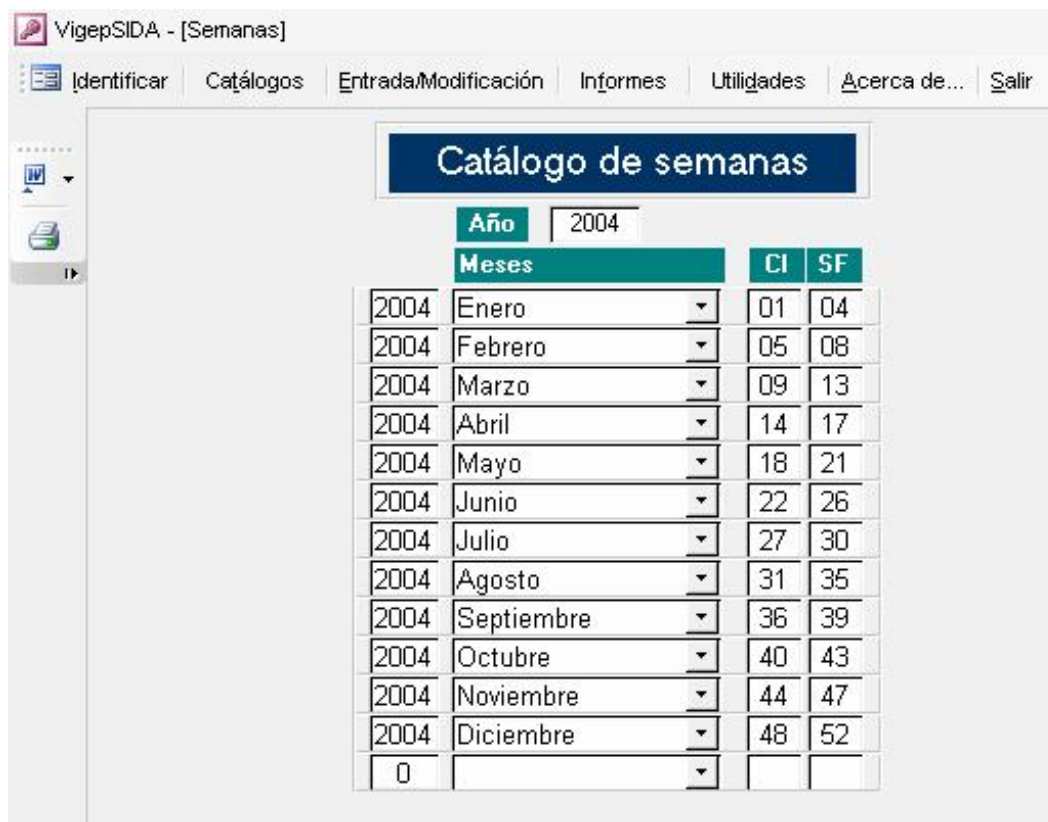 VigepSIDA - [Semanas]
Identificar Catálogos Entrada/Modificación Informes Utilidades Acerca de... Salir
Catálogo de semanas
Año 2004
Meses CI SF
2004 Enero 01 04
2004 Febrero 05 08
2004 Marzo 09 13
2004 Abril 14 17
2004 Mayo 18 21
2004 Junio 22 26
2004 Julio 27 30
2004 Agosto 31 35
2004 Septiembre 36 39
2004 Octubre 40 43
2004 Noviembre 44 47
2004 Diciembre 48 52
0